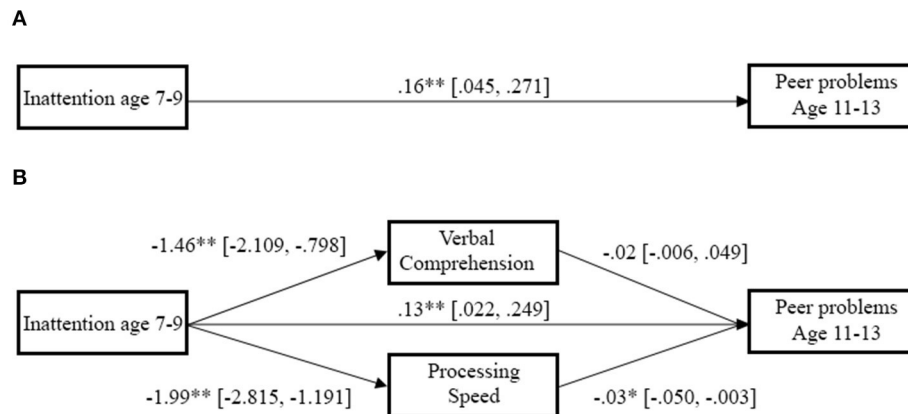 A
Inattention age 7-9
.16** [.045, .271]
Peer problems
Age 11-13
B
-1.46** [-2.109, -.798]
Verbal
Comprehension
-.02 [-.006, .049]
Inattention age 7-9
.13** [.022, .249]
Peer problems
Age 11-13
-1.99** [-2.815, -1.191]
Processing
Speed
-.03* [-.050, -.003]